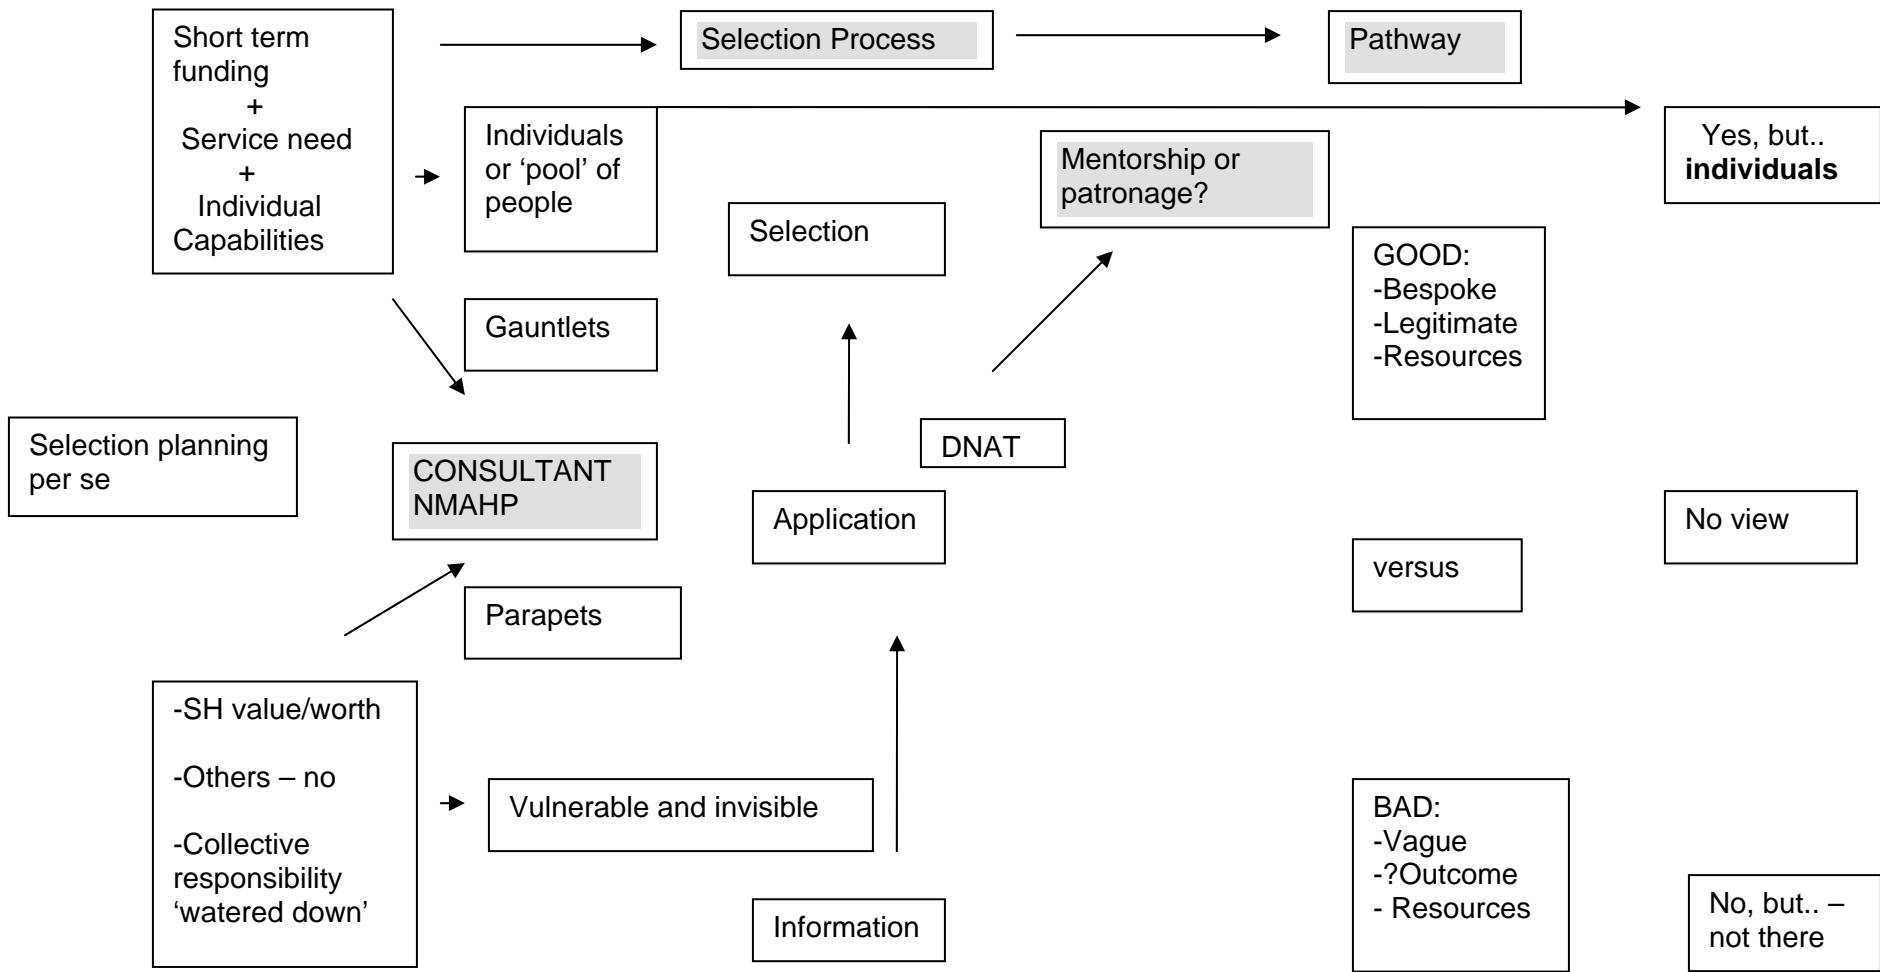 Short term
funding
+
Service need
+
Individual
Capabilities
Selection Process
Pathway
Individuals
or ‘pool’ of
people
Mentorship or
patronage?
Yes, but..
individuals
Selection
GOOD:
-Bespoke
-Legitimate
-Resources
Gauntlets
Selection planning
per se
CONSULTANT
NMAHP
DNAT
Application
No view
versus
Parapets
-SH value/worth
-Others – no
-Collective
responsibility
‘watered down’
Vulnerable and invisible
Information
BAD:
-Vague
-?Outcome
- Resources
No, but.. –
not there